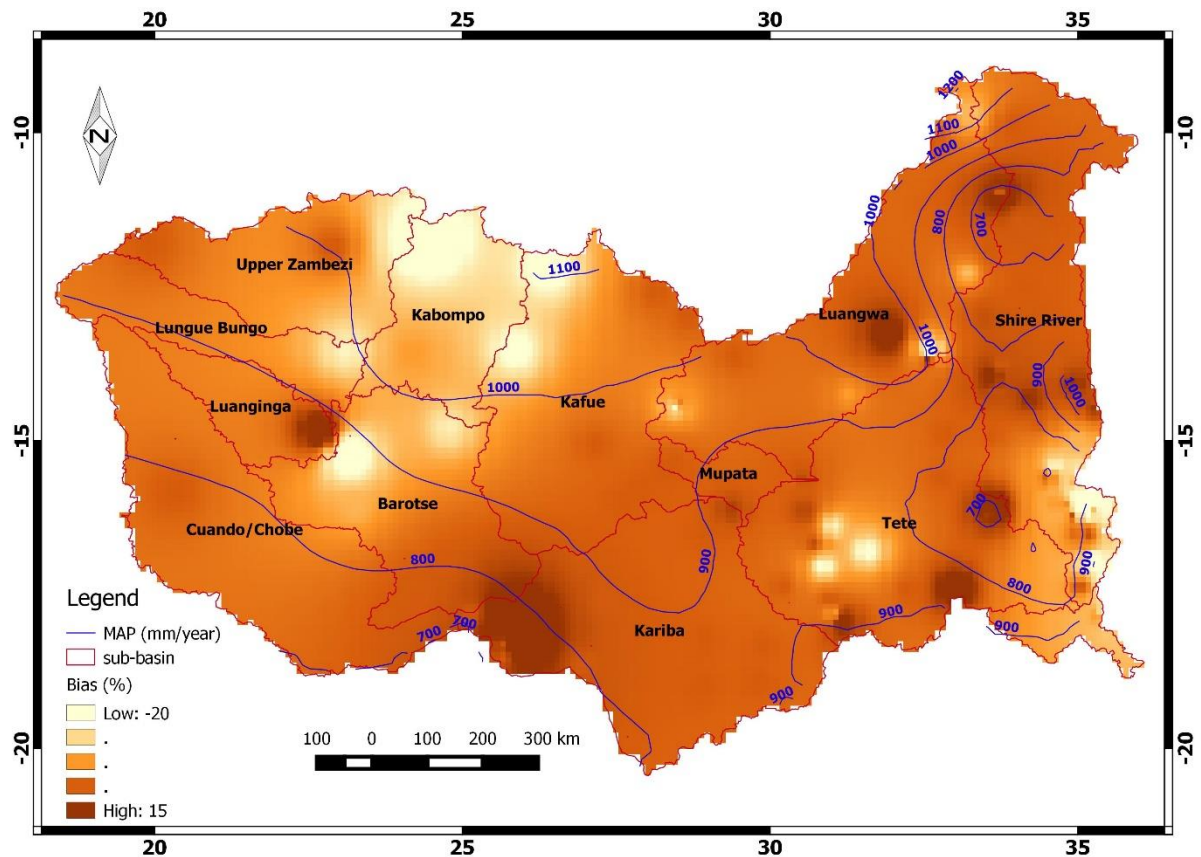 20 25 30 35
-10 -10
-15 -15
-20 -20
N
1200
1100
1000
1000
800
700
1100
Upper Zambezi
Lungue Bungo
Kabompo
Luangwa
Shire River
1000
900
1000
1000
Luanginga
Kafue
Mupata
Barotse
Tete
700
Cuando/Chobe
800
900
800
900
900
900
700
700
Kariba
900
Legend
MAP (mm/year)
sub-basin
Bias (%)
Low: -20
.
.
.
High: 15
100 0 100 200 300 km
20 25 30 35